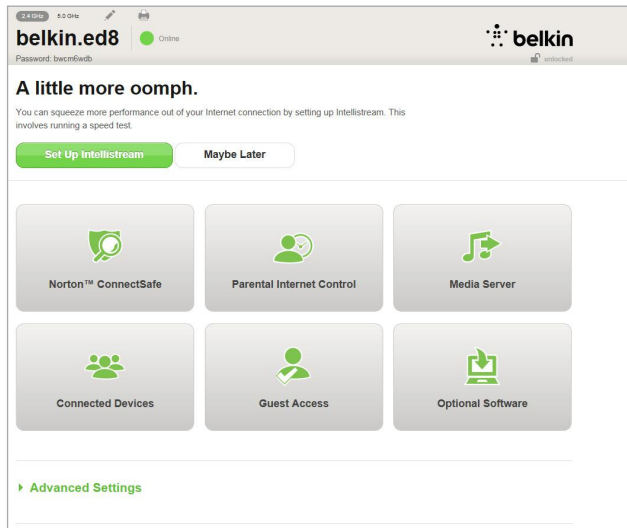 2.4 GHz 5.0 GHz
belkin.ed8
Online
belkin
Password: bwcm6wdb
unlocked
A little more oomph.
You can squeeze more performance out of your Internet connection by setting up Intellistream. This
involves running a speed test.
Set Up Intellistream
Maybe Later
Norton™ ConnectSafe
Parental Internet Control
Media Server
Connected Devices
Guest Access
Optional Software
Advanced Settings